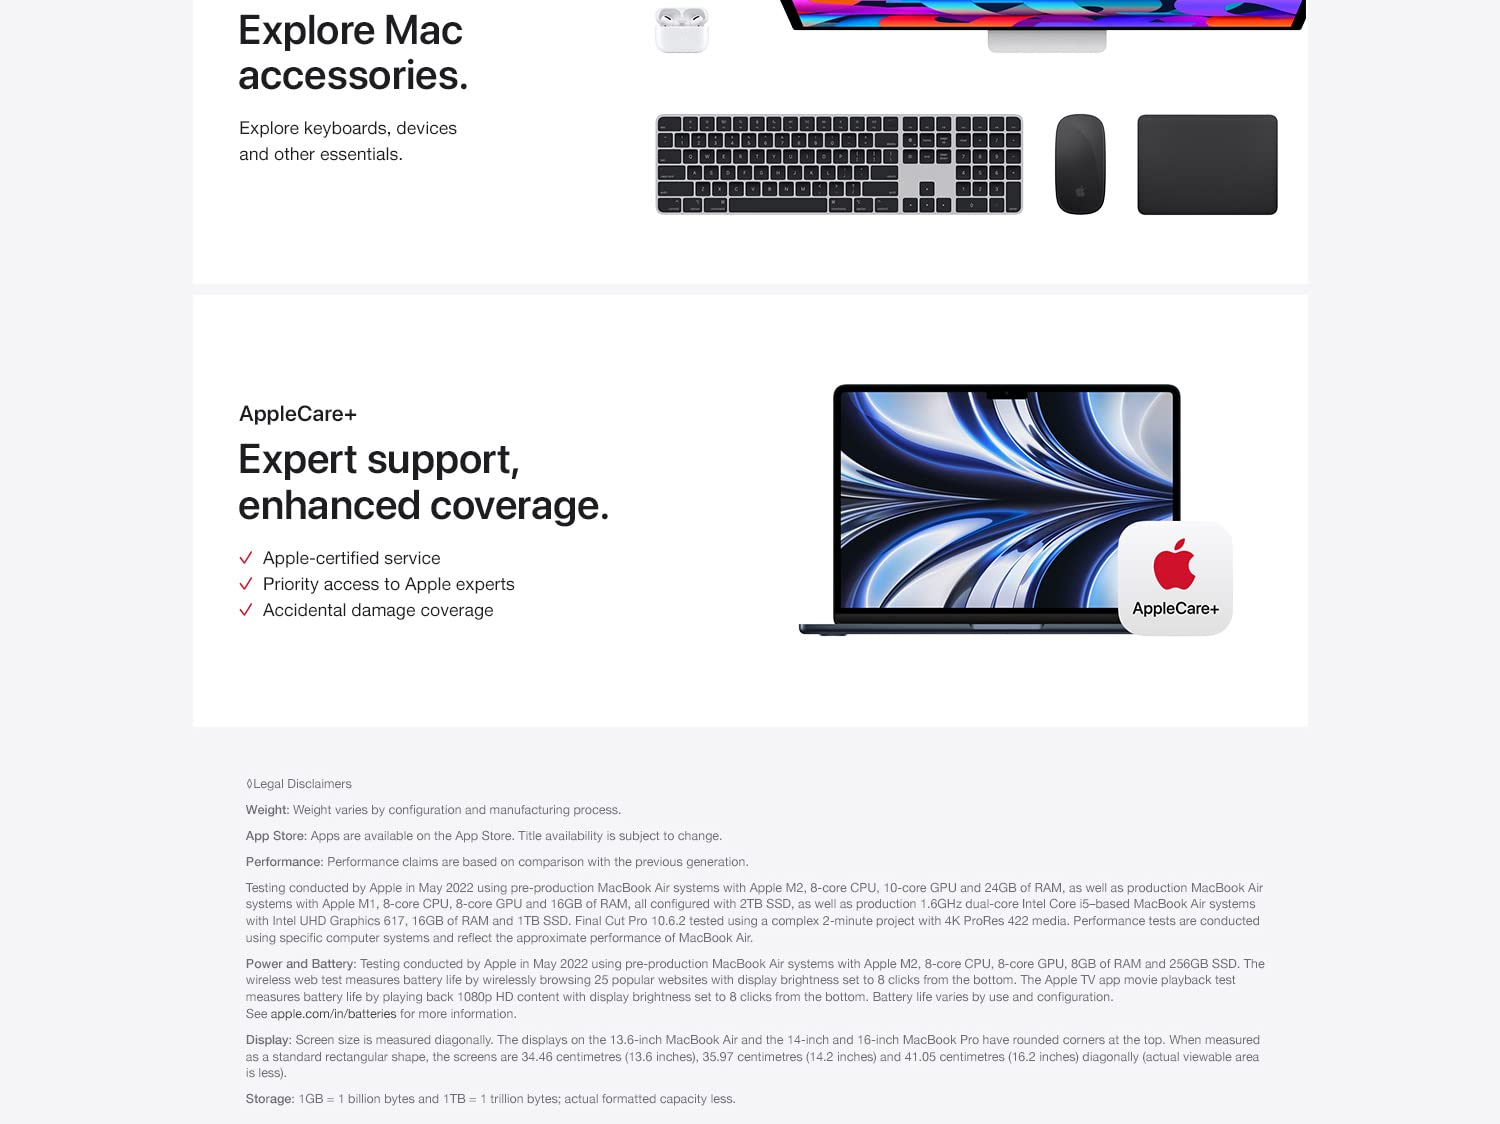 Explore Mac
accessories.
Explore keyboards, devices
and other essentials.
AppleCare+
Expert support,
enhanced coverage.
✓ Apple-certified service
✓ Priority access to Apple experts
✓ Accidental damage coverage
AppleCare+
◊Legal Disclaimers
Weight: Weight varies by configuration and manufacturing process.
App Store: Apps are available on the App Store. Title availability is subject to change.
Performance: Performance claims are based on comparison with the previous generation.
Testing conducted by Apple in May 2022 using pre-production MacBook Air systems with Apple M2, 8-core CPU, 10-core GPU and 24GB of RAM, as well as production MacBook Air
systems with Apple M1, 8-core CPU, 8-core GPU and 16GB of RAM, all configured with 2TB SSD, as well as production 1.6GHz dual-core Intel Core i5–based MacBook Air systems
with Intel UHD Graphics 617, 16GB of RAM and 1TB SSD. Final Cut Pro 10.6.2 tested using a complex 2-minute project with 4K ProRes 422 media. Performance tests are conducted
using specific computer systems and reflect the approximate performance of MacBook Air.
Power and Battery: Testing conducted by Apple in May 2022 using pre-production MacBook Air systems with Apple M2, 8-core CPU, 8-core GPU, 8GB of RAM and 256GB SSD. The
wireless web test measures battery life by wirelessly browsing 25 popular websites with display brightness set to 8 clicks from the bottom. The Apple TV app movie playback test
measures battery life by playing back 1080p HD content with display brightness set to 8 clicks from the bottom. Battery life varies by use and configuration.
See apple.com/in/batteries for more information.
Display: Screen size is measured diagonally. The displays on the 13.6-inch MacBook Air and the 14-inch and 16-inch MacBook Pro have rounded corners at the top. When measured
as a standard rectangular shape, the screens are 34.46 centimetres (13.6 inches), 35.97 centimetres (14.2 inches) and 41.05 centimetres (16.2 inches) diagonally (actual viewable area
is less).
Storage: 1GB = 1 billion bytes and 1TB = 1 trillion bytes; actual formatted capacity less.